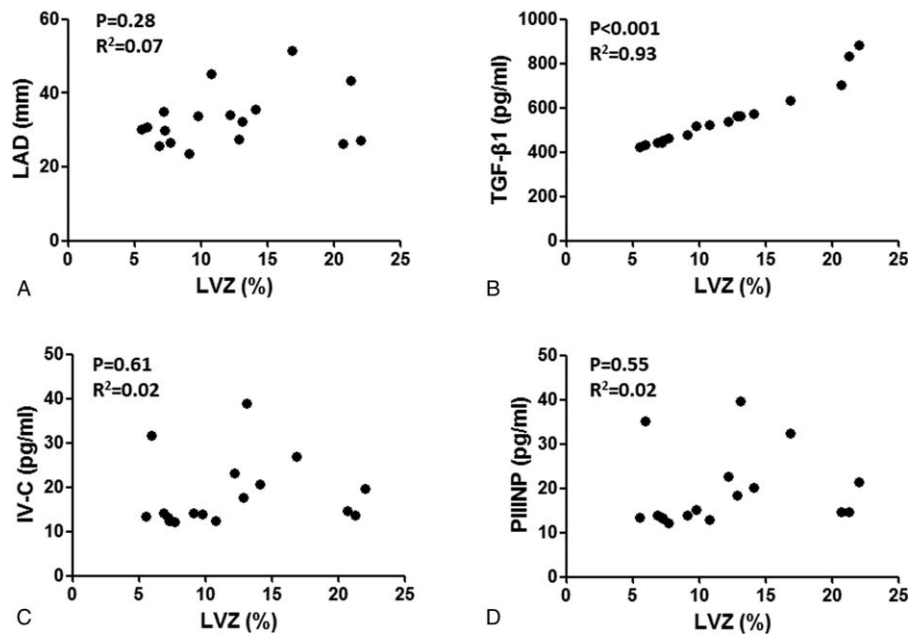 P=0.28
R²=0.07
60
40
20
0
LAD (mm)
0 5 10 15 20 25
LVZ (%)
A
P<0.001
R²=0.93
1000
800
600
400
200
0
TGF-β1 (pg/ml)
0 5 10 15 20 25
LVZ (%)
B
P=0.61
R²=0.02
50
40
30
20
10
0
IV-C (pg/ml)
0 5 10 15 20 25
LVZ (%)
C
P=0.55
R²=0.02
50
40
30
20
10
0
PIIINP (pg/ml)
0 5 10 15 20 25
LVZ (%)
D